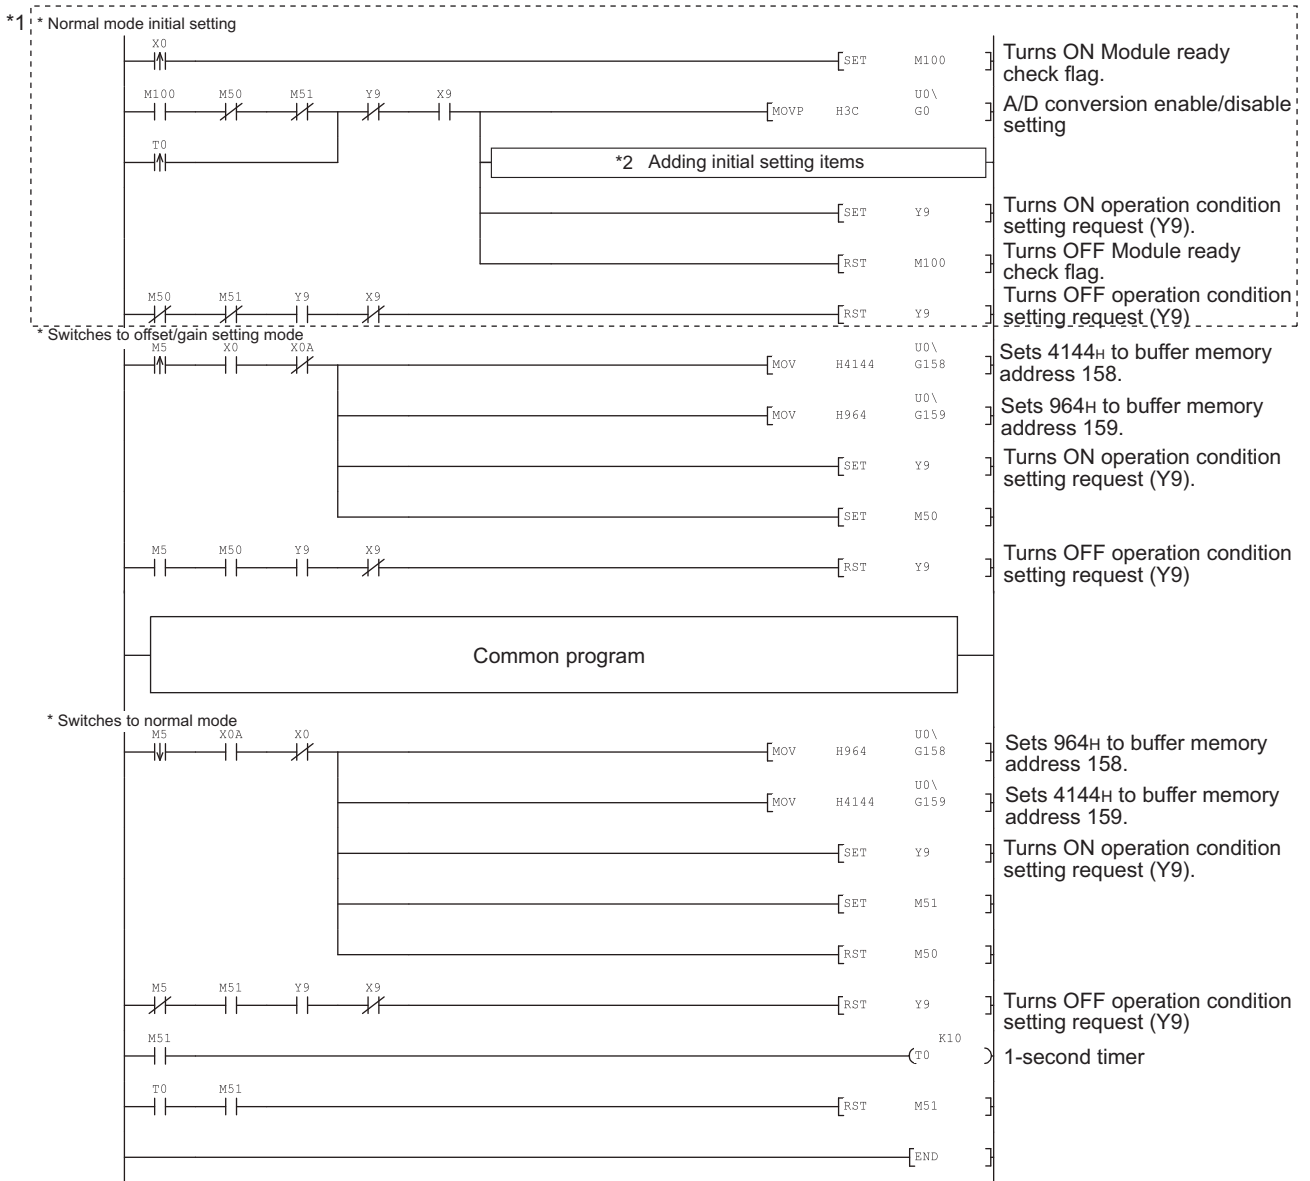 *1 * Normal mode initial setting
X0
SET M100
Turns ON Module ready
check flag.
M100 M50 M51 Y9 X9
U0\
MOVP H3C G0
A/D conversion enable/disable
setting
T0
*2 Adding initial setting items
SET Y9
Turns ON operation condition
setting request (Y9).
RST M100
Turns OFF Module ready
check flag.
M50 M51 Y9 X9
RST Y9
Turns OFF operation condition
setting request (Y9)
* Switches to offset/gain setting mode
M5 X0 X0A
U0\
MOV H4144 G158
Sets 4144H to buffer memory
address 158.
U0\
MOV H964 G159
Sets 964H to buffer memory
address 159.
SET Y9
Turns ON operation condition
setting request (Y9).
SET M50
M5 M50 Y9 X9
RST Y9
Turns OFF operation condition
setting request (Y9)
Common program
* Switches to normal mode
M5 X0A X0
U0\
MOV H964 G158
Sets 964H to buffer memory
address 158.
U0\
MOV H4144 G159
Sets 4144H to buffer memory
address 159.
SET Y9
Turns ON operation condition
setting request (Y9).
SET M51
RST M50
M5 M51 Y9 X9
RST Y9
Turns OFF operation condition
setting request (Y9)
M51
K10
T0
1-second timer
T0 M51
RST M51
END